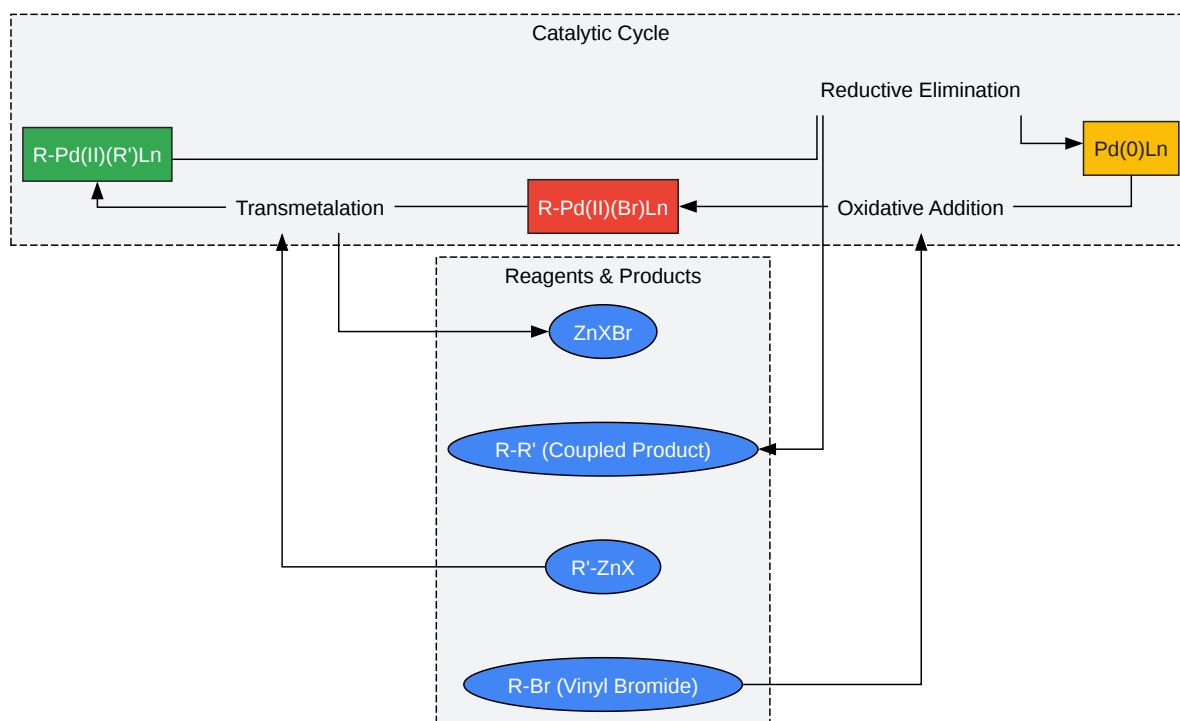 Catalytic Cycle
Reductive Elimination
R-Pd(II)(R')Ln
Pd(0)Ln
Transmetalation
R-Pd(II)(Br)Ln
Oxidative Addition
Reagents & Products
ZnXBr
R-R' (Coupled Product)
R'-ZnX
R-Br (Vinyl Bromide)